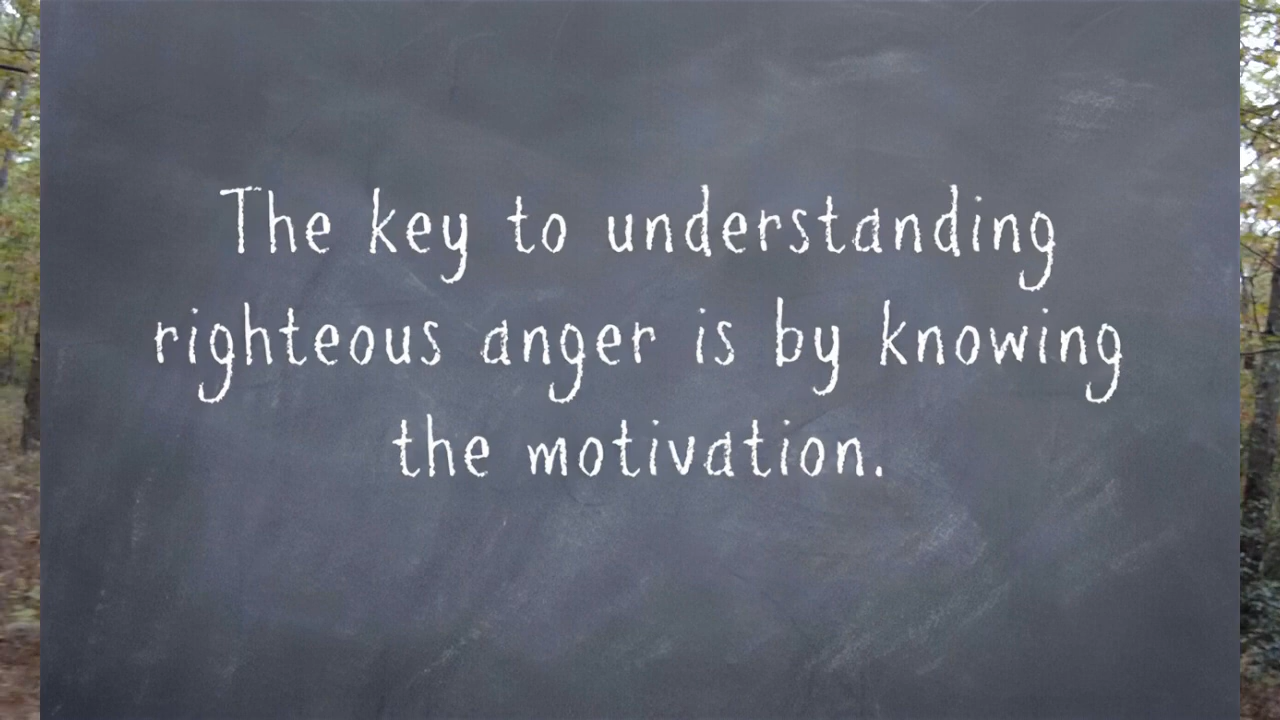 The key to understanding
righteous anger is by knowing
the motivation.